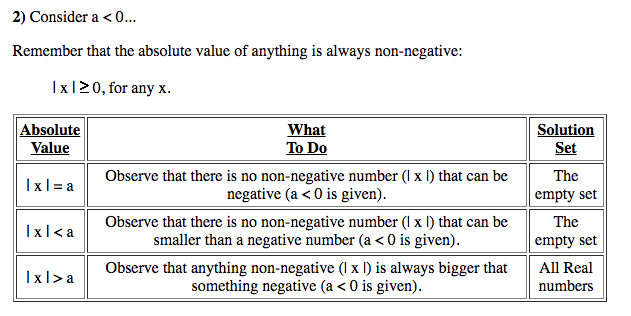 2) Consider a < 0...
Remember that the absolute value of anything is always non-negative:
| x | ≥ 0, for any x.
Absolute Value
What To Do
Solution Set
| x | = a
Observe that there is no non-negative number (| x |) that can be
negative (a < 0 is given).
The
empty set
| x | < a
Observe that there is no non-negative number (| x |) that can be
smaller than a negative number (a < 0 is given).
The
empty set
| x | > a
Observe that anything non-negative (| x |) is always bigger that
something negative (a < 0 is given).
All Real
numbers